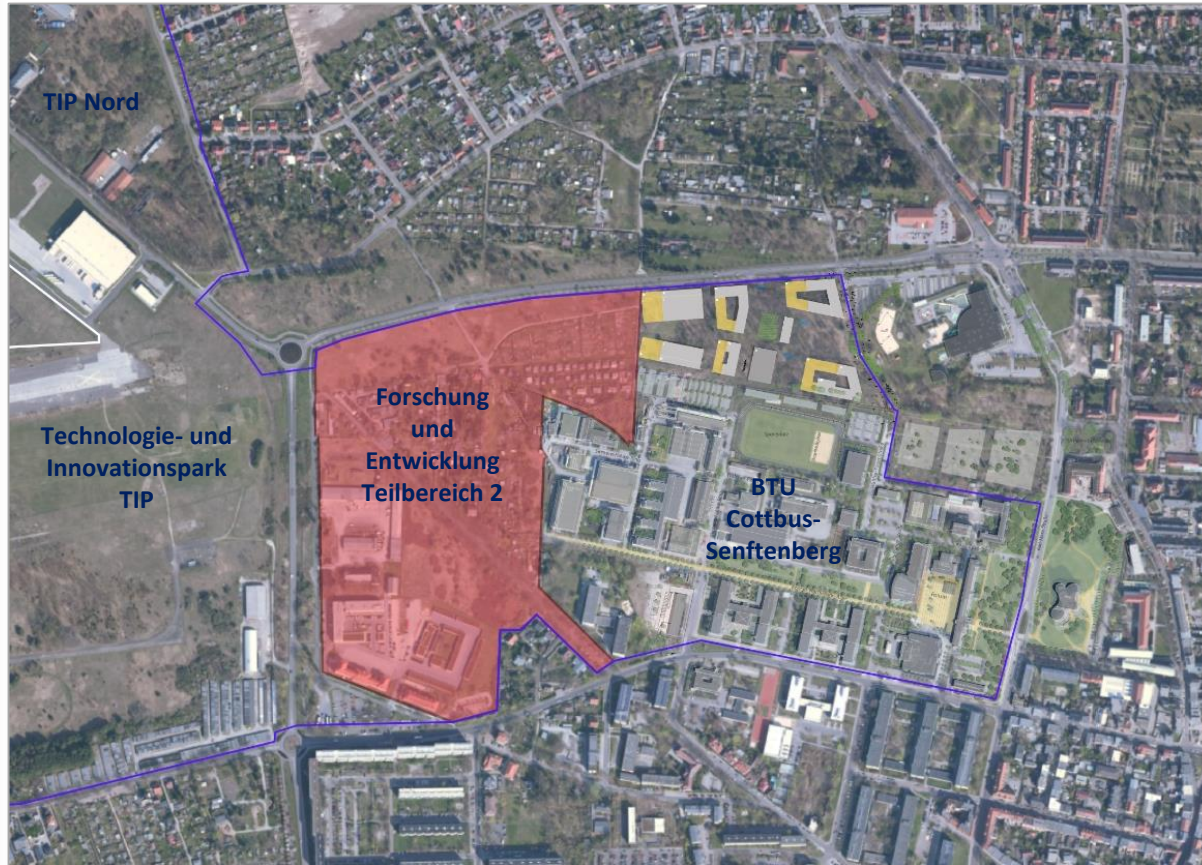 TIP Nord
Forschung
und
Entwicklung
Teilbereich 2
Technologie- und
Innovationspark
TIP
BTU
Cottbus-
Senftenberg